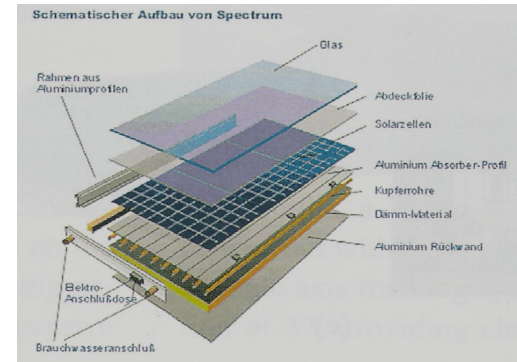 Schematischer Aufbau von Spectrum
Glas
Rahmen aus
Aluminiumprofilen
Abdeckfolie
Solarzellen
Aluminium Absorber-Profil
Kupferrohre
Dämm-Material
Aluminium Rückwand
Elektro-
Anschlußdose
Brauchwasseranschluß